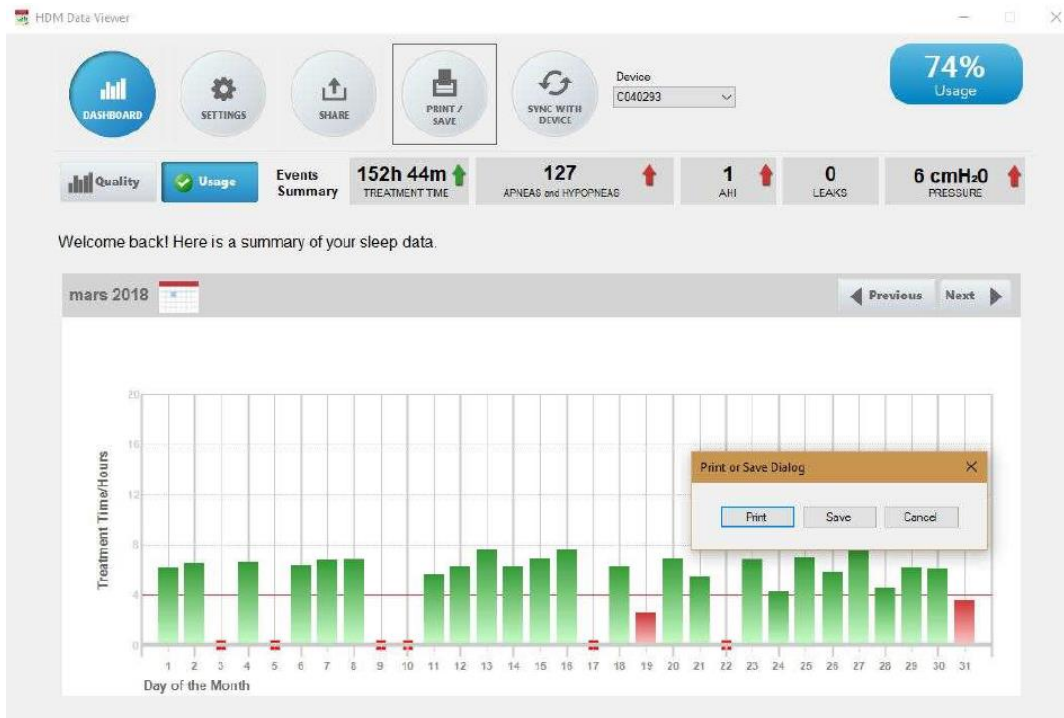 HDM Data Viewer
DASHBOARD
SETTINGS
SHARE
PRINT /
SAVE
SYNC WITH
DEVICE
Device
C040293
74%
Usage
Quality
Usage
Events
Summary
152h 44m
TREATMENT TIME
127
APNEAS and HYPOPNEAS
1
AHI
0
LEAKS
6 cmH₂0
PRESSURE
Welcome back! Here is a summary of your sleep data.
mars 2018
Previous
Next
Treatment Time/Hours
20
16
12
8
4
0
Print or Save Dialog
Print
Save
Cancel
1 2 3 4 5 6 7 8 9 10 11 12 13 14 15 16 17 18 19 20 21 22 23 24 25 26 27 28 29 30 31
Day of the Month